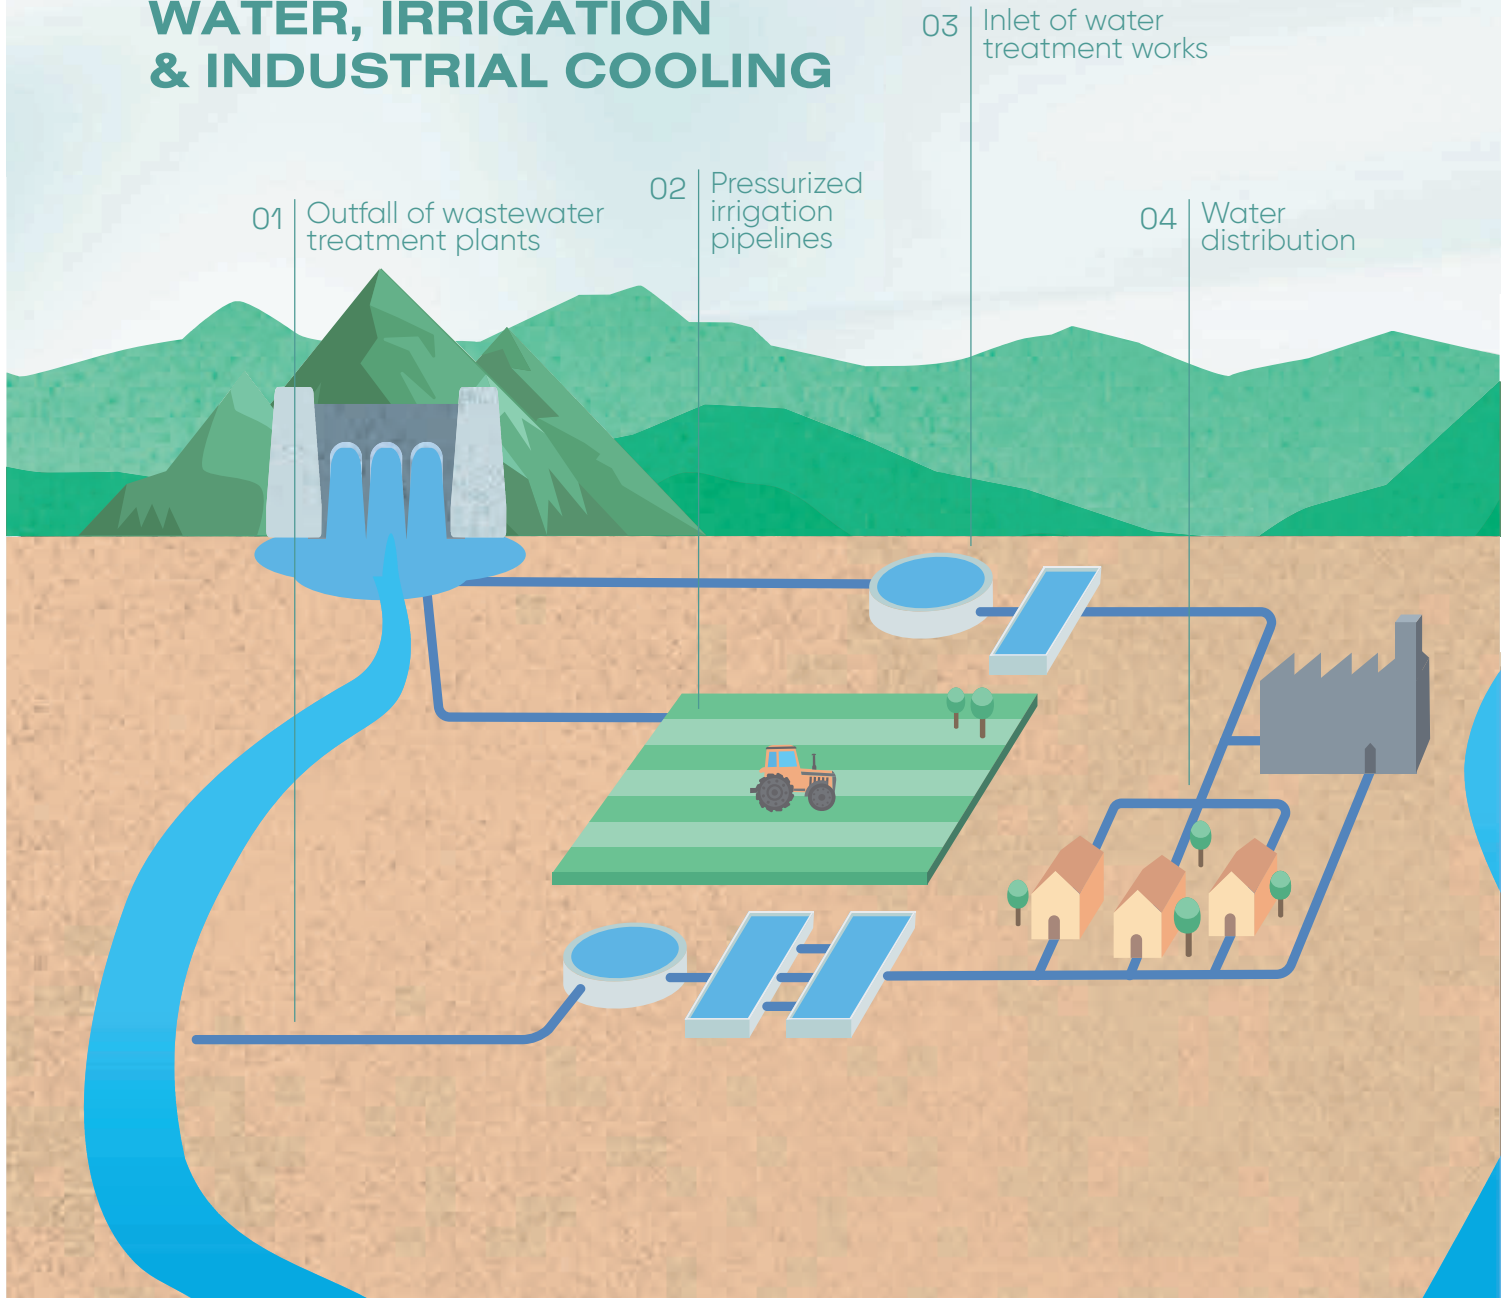 WATER, IRRIGATION
& INDUSTRIAL COOLING
03
Inlet of water
treatment works
02
Pressurized
irrigation
pipelines
01
Outfall of wastewater
treatment plants
04
Water
distribution